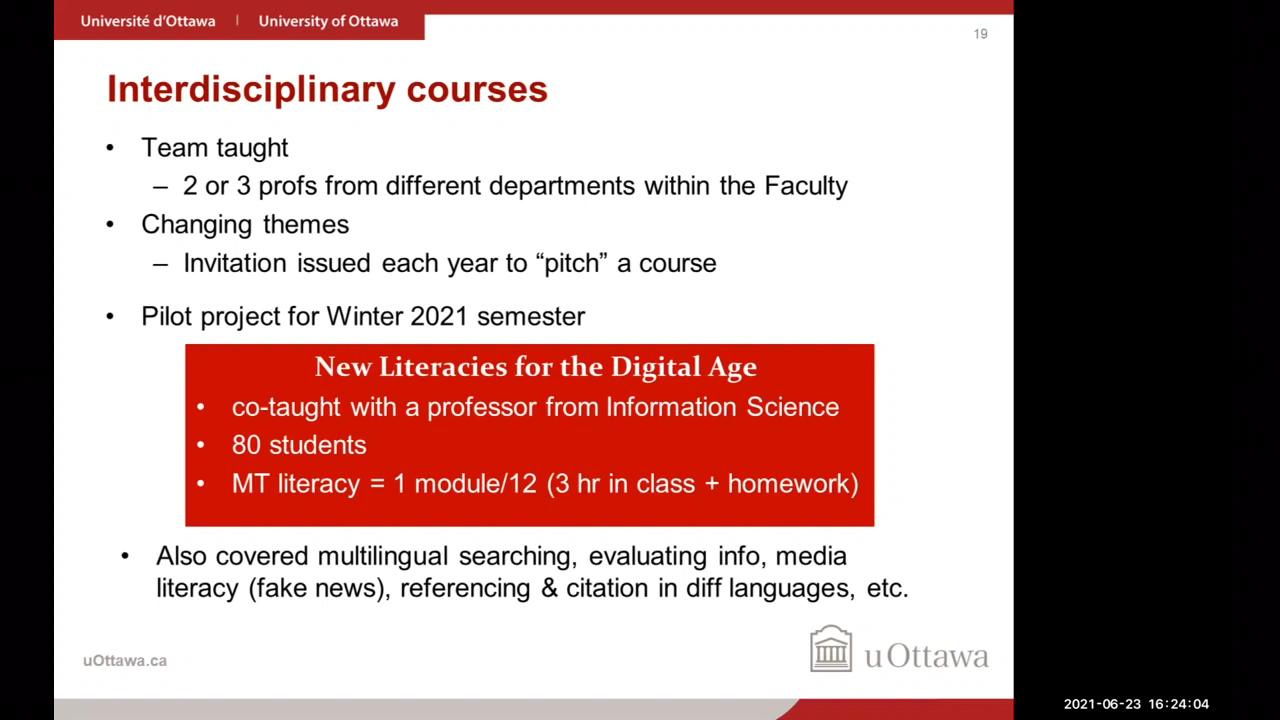 Université d'Ottawa | University of Ottawa
19
Interdisciplinary courses
• Team taught
– 2 or 3 profs from different departments within the Faculty
• Changing themes
– Invitation issued each year to “pitch” a course
• Pilot project for Winter 2021 semester
New Literacies for the Digital Age
• co-taught with a professor from Information Science
• 80 students
• MT literacy = 1 module/12 (3 hr in class + homework)
• Also covered multilingual searching, evaluating info, media
literacy (fake news), referencing & citation in diff languages, etc.
uOttawa.ca
uOttawa
2021-06-23 16:24:04